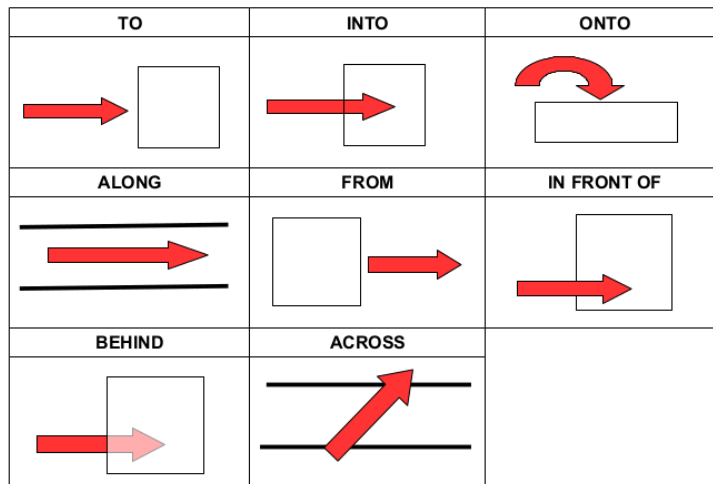 TO
INTO
ONTO
ALONG
FROM
IN FRONT OF
BEHIND
ACROSS